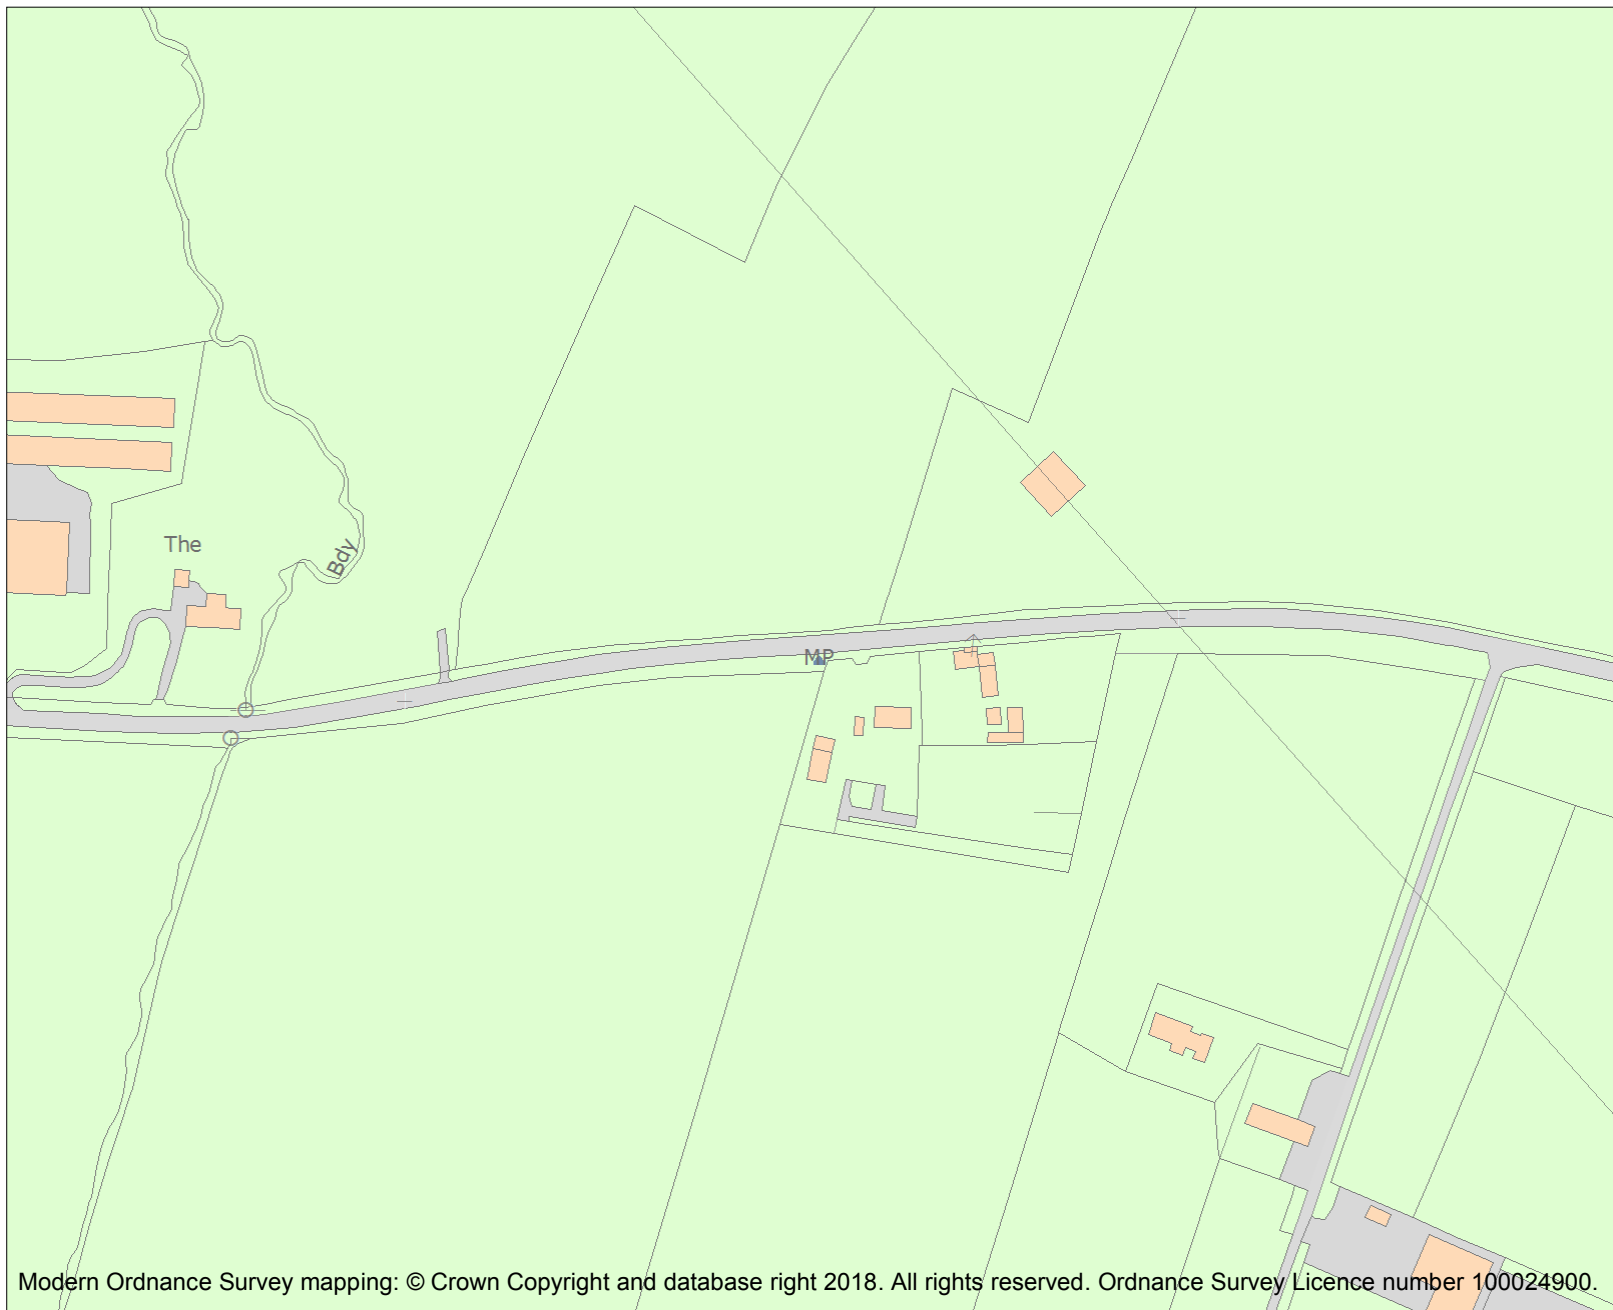 The
Bdy
MP
Modern Ordnance Survey mapping: © Crown Copyright and database right 2018. All rights reserved. Ordnance Survey Licence number 100024900.